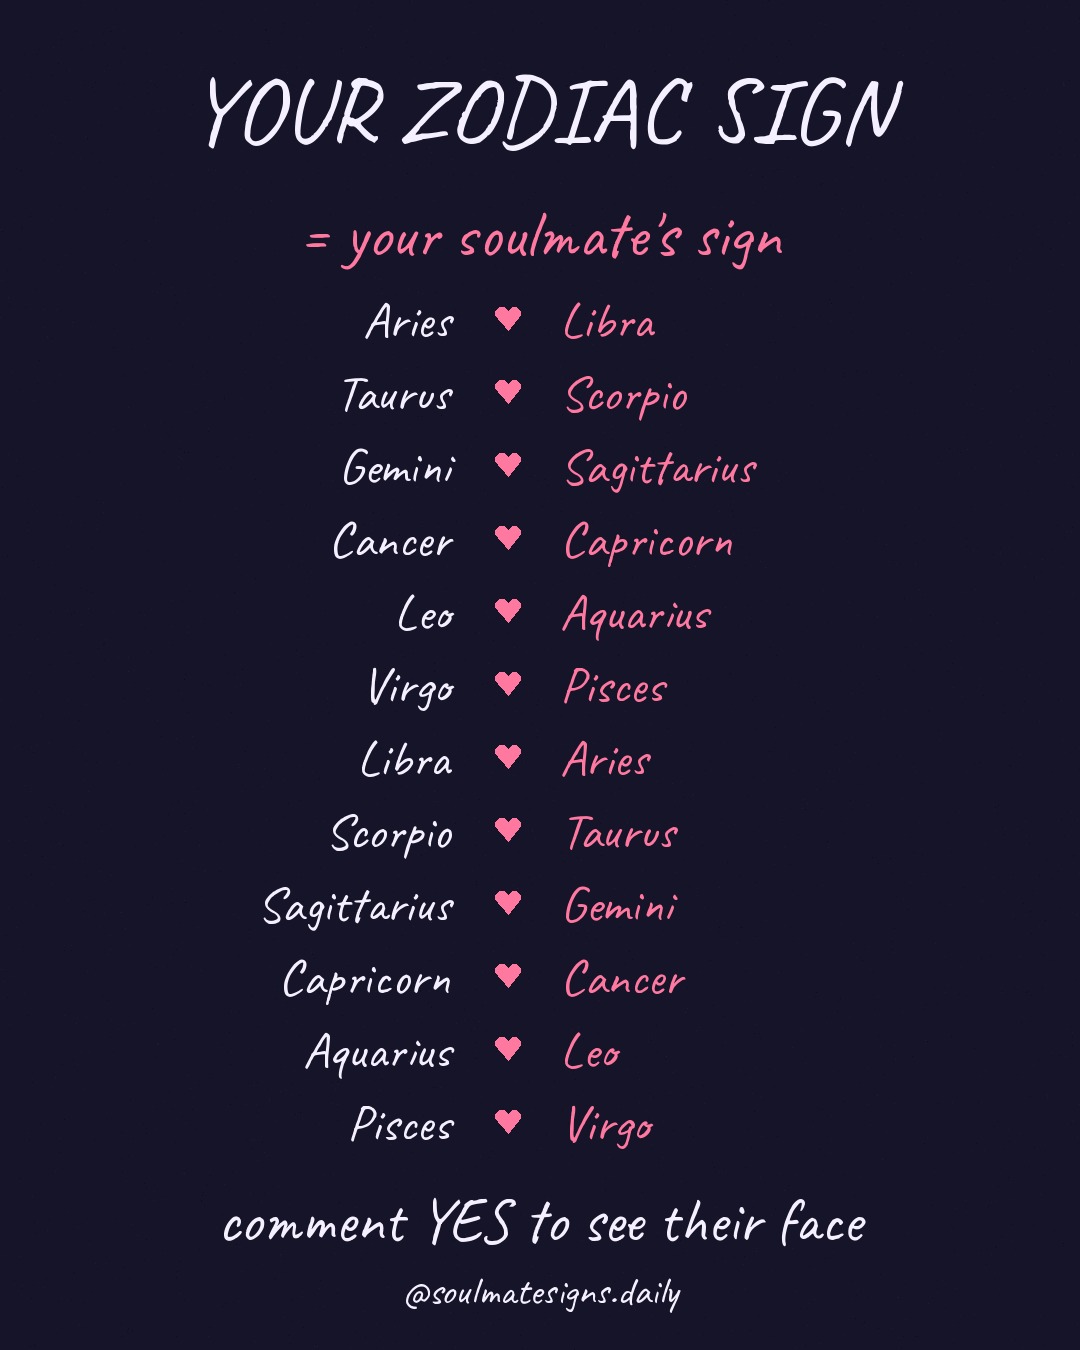 YOUR ZODIAC SIGN
= your soulmate's sign
Aries ♥ Libra
Taurus ♥ Scorpio
Gemini ♥ Sagittarius
Cancer ♥ Capricorn
Leo ♥ Aquarius
Virgo ♥ Pisces
Libra ♥ Aries
Scorpio ♥ Taurus
Sagittarius ♥ Gemini
Capricorn ♥ Cancer
Aquarius ♥ Leo
Pisces ♥ Virgo
comment YES to see their face
@soulmatesigns.daily